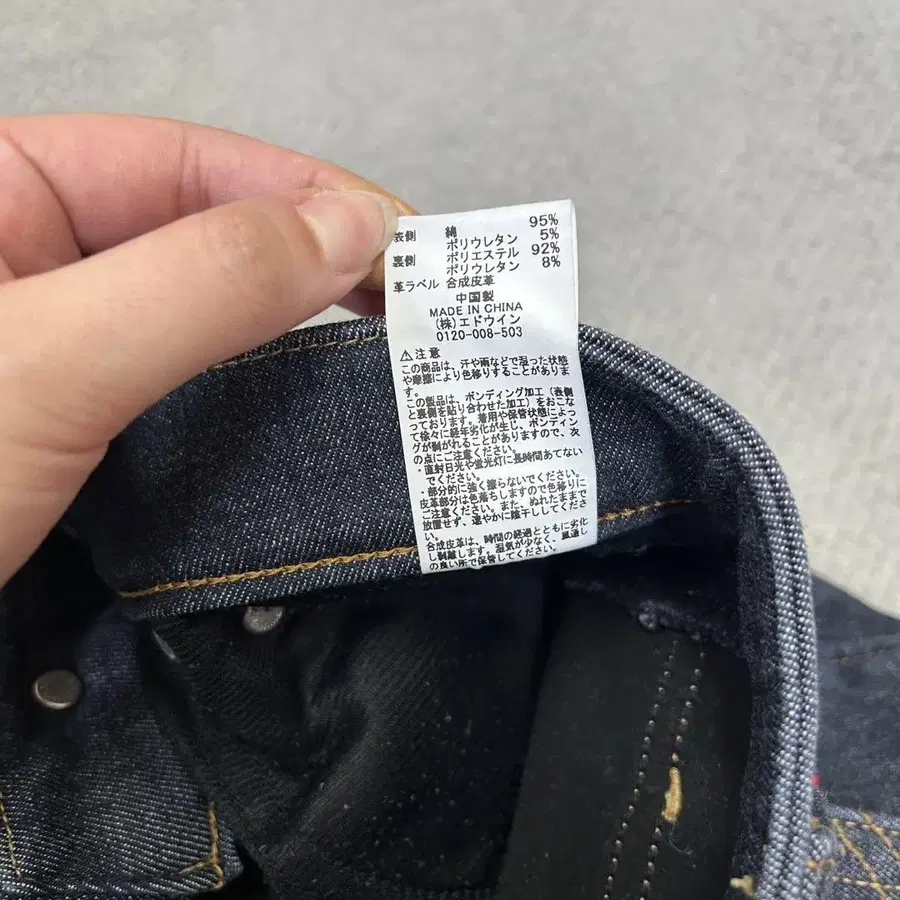 表側 綿 95%
ポリウレタン 5%
裏側 ポリエステル 92%
ポリウレタン 8%
革ラベル 合成皮革
中国製
MADE IN CHINA
(株)エドウイン
0120-008-503
⚠注意
この商品は、汗や雨などで湿った状態
や摩擦により色移りすることがありま
す。
この製品は、ボンディング加工(表側
と裏側を貼り合わせた加工)をおこな
っております。着用や保管状態によっ
て徐々に経年劣化が生じ、ボンディン
グが剥がれることがありますので、次
の点にご注意ください。
・直射日光や蛍光灯に長時間あてない
でください。
・部分的に強く擦らないでください。
皮革部分は色落ちしますので色移りに
ご注意ください。また、ぬれたままで
放置せず、速やかに陰干ししてくださ
い。
合成皮革は、時間の経過とともに劣化
し剥離します。湿気が少なく、風通し
の良い所で保管してください。